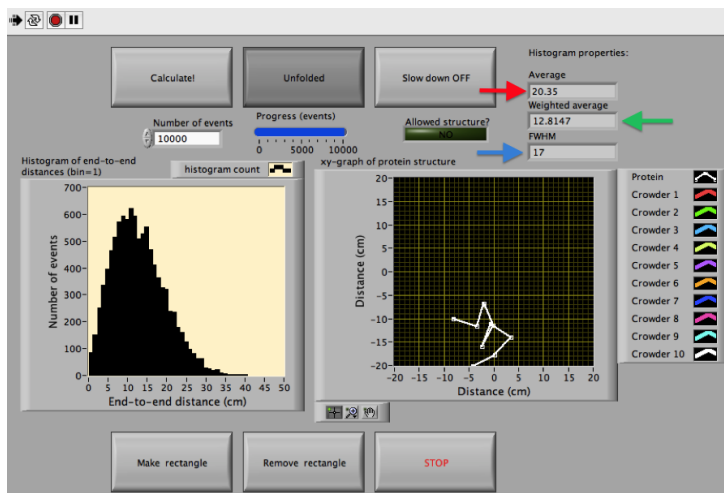 Histogram properties:
Calculate!
Unfolded
Slow down OFF
Average
20.35
Weighted average
12.8147
FWHM
17
Number of events
10000
Progress (events)
0 5000 10000
Allowed structure?
NO
Histogram of end-to-end
distances (bin=1)
histogram count
700
600
500
400
300
200
100
0
Number of events
0 5 10 15 20 25 30 35 40 45 50
End-to-end distance (cm)
xy-graph of protein structure
20
15
10
5
0
-5
-10
-15
-20
Distance (cm)
-20 -15 -10 -5 0 5 10 15 20
Distance (cm)
Protein
Crowder 1
Crowder 2
Crowder 3
Crowder 4
Crowder 5
Crowder 6
Crowder 7
Crowder 8
Crowder 9
Crowder 10
Make rectangle
Remove rectangle
STOP